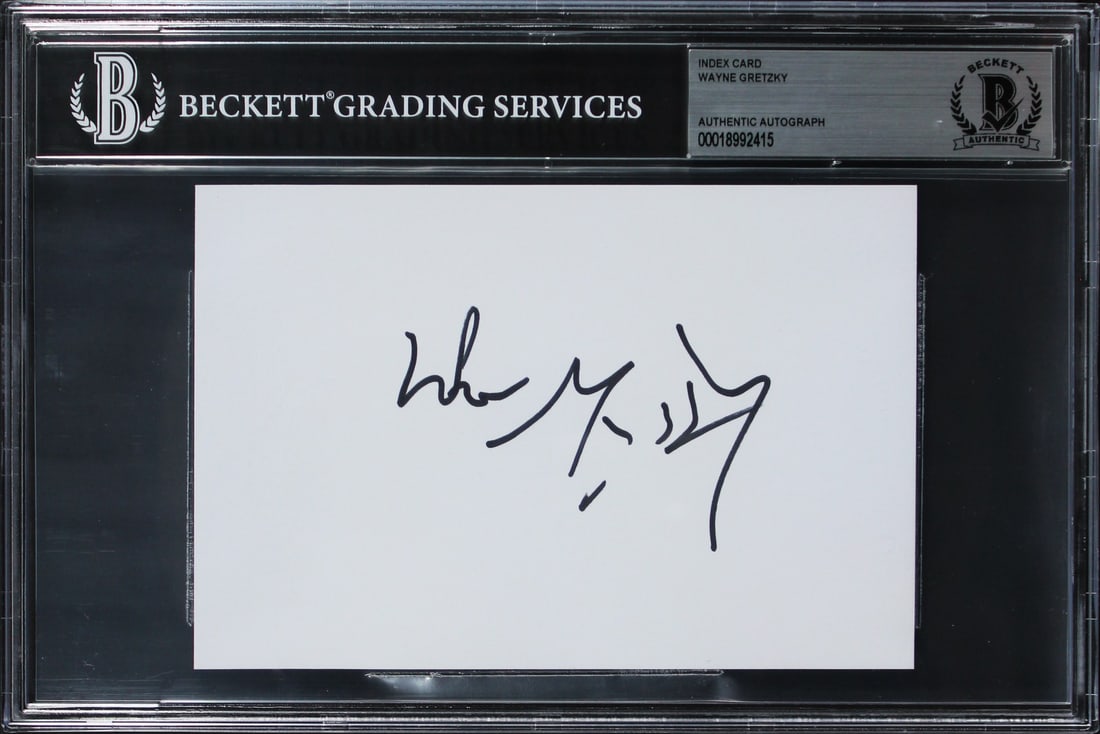 B
BECKETT® GRADING SERVICES
INDEX CARD
WAYNE GRETZKY
AUTHENTIC AUTOGRAPH
00018992415
BECKETT
B
AUTHENTIC